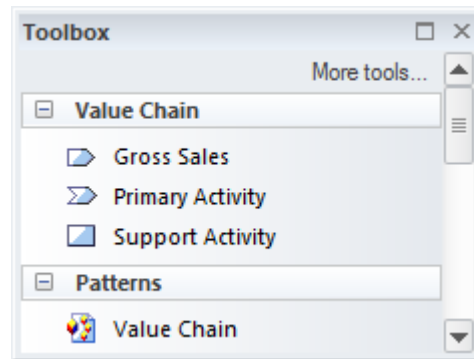 Toolbox
More tools...
Value Chain
Gross Sales
Primary Activity
Support Activity
Patterns
Value Chain